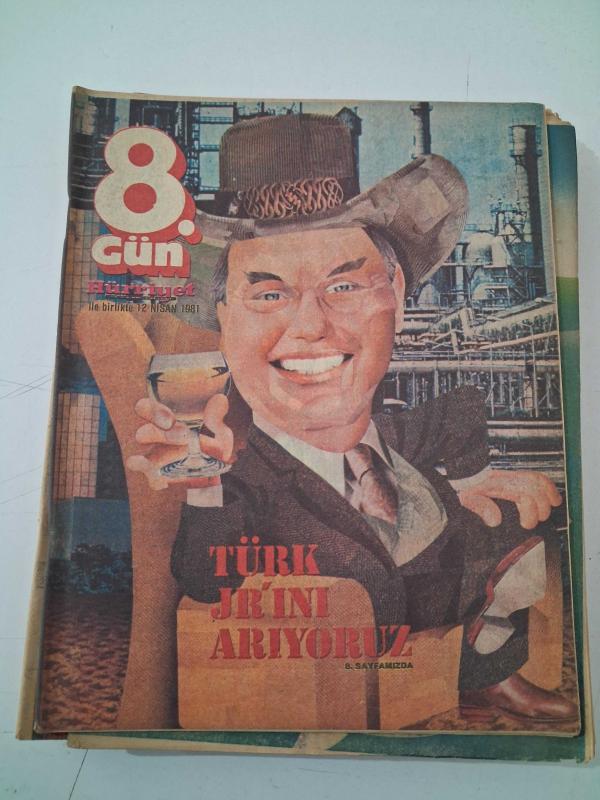 8.
Gün
Hürriyet
ile birlikte 12 NİSAN 1981
TÜRK
JR'INI
ARIYORUZ
8. SAYFAMIZDA